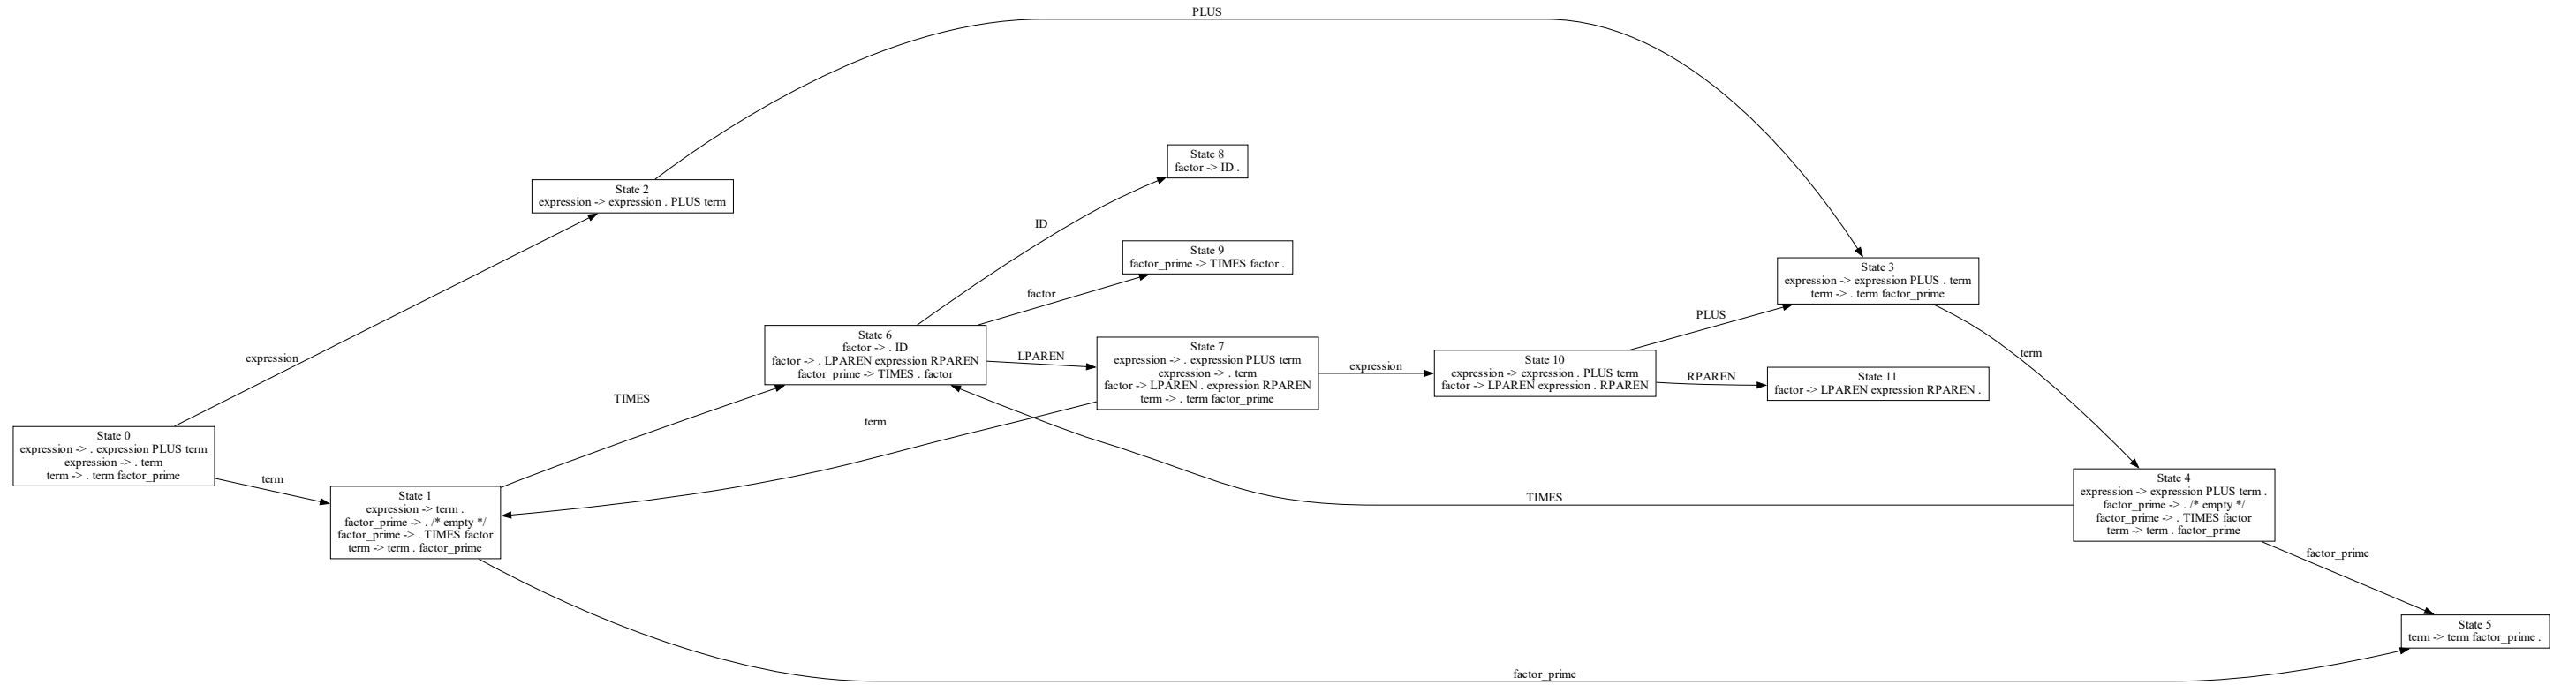 PLUS
State 8
factor -> ID .
State 2
expression -> expression . PLUS term
ID
State 9
factor_prime -> TIMES factor .
State 3
expression -> expression PLUS . term
term -> . term factor_prime
factor
PLUS
State 6
factor -> . ID
factor -> . LPAREN expression RPAREN
factor_prime -> TIMES . factor
LPAREN
State 7
expression -> . expression PLUS term
expression -> . term
factor -> LPAREN . expression RPAREN
term -> . term factor_prime
expression
State 10
expression -> expression . PLUS term
factor -> LPAREN expression . RPAREN
RPAREN
State 11
factor -> LPAREN expression RPAREN .
term
expression
TIMES
term
State 0
expression -> . expression PLUS term
expression -> . term
term -> . term factor_prime
term
State 1
expression -> term .
factor_prime -> . /* empty */
factor_prime -> . TIMES factor
term -> term . factor_prime
TIMES
State 4
expression -> expression PLUS term .
factor_prime -> . /* empty */
factor_prime -> . TIMES factor
term -> term . factor_prime
factor_prime
State 5
term -> term factor_prime .
factor_prime